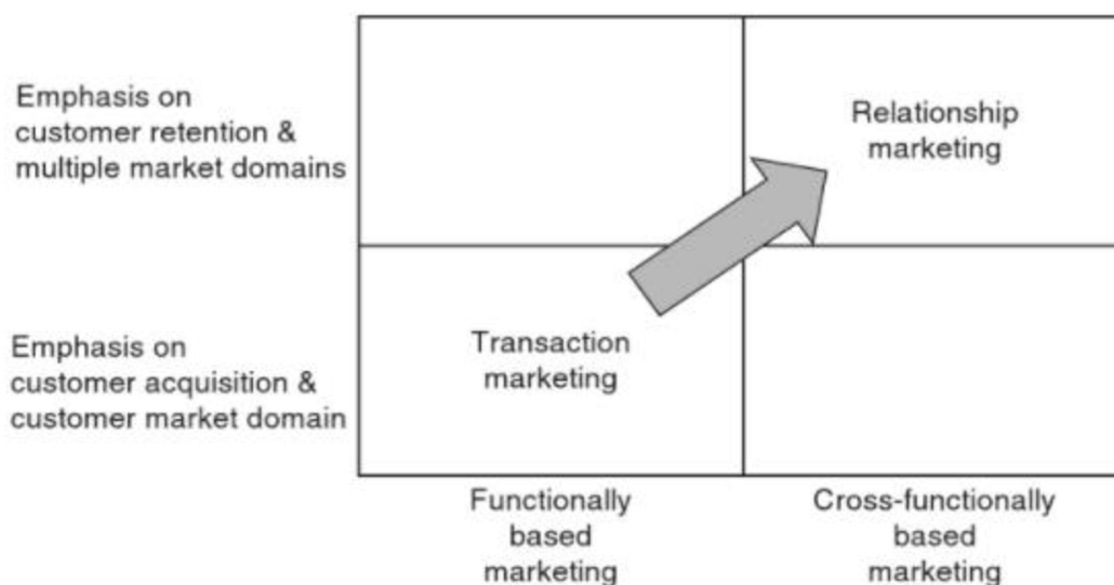 Emphasis on
customer retention &
multiple market domains
Relationship
marketing
Emphasis on
customer acquisition &
customer market domain
Transaction
marketing
Functionally
based
marketing
Cross-functionally
based
marketing